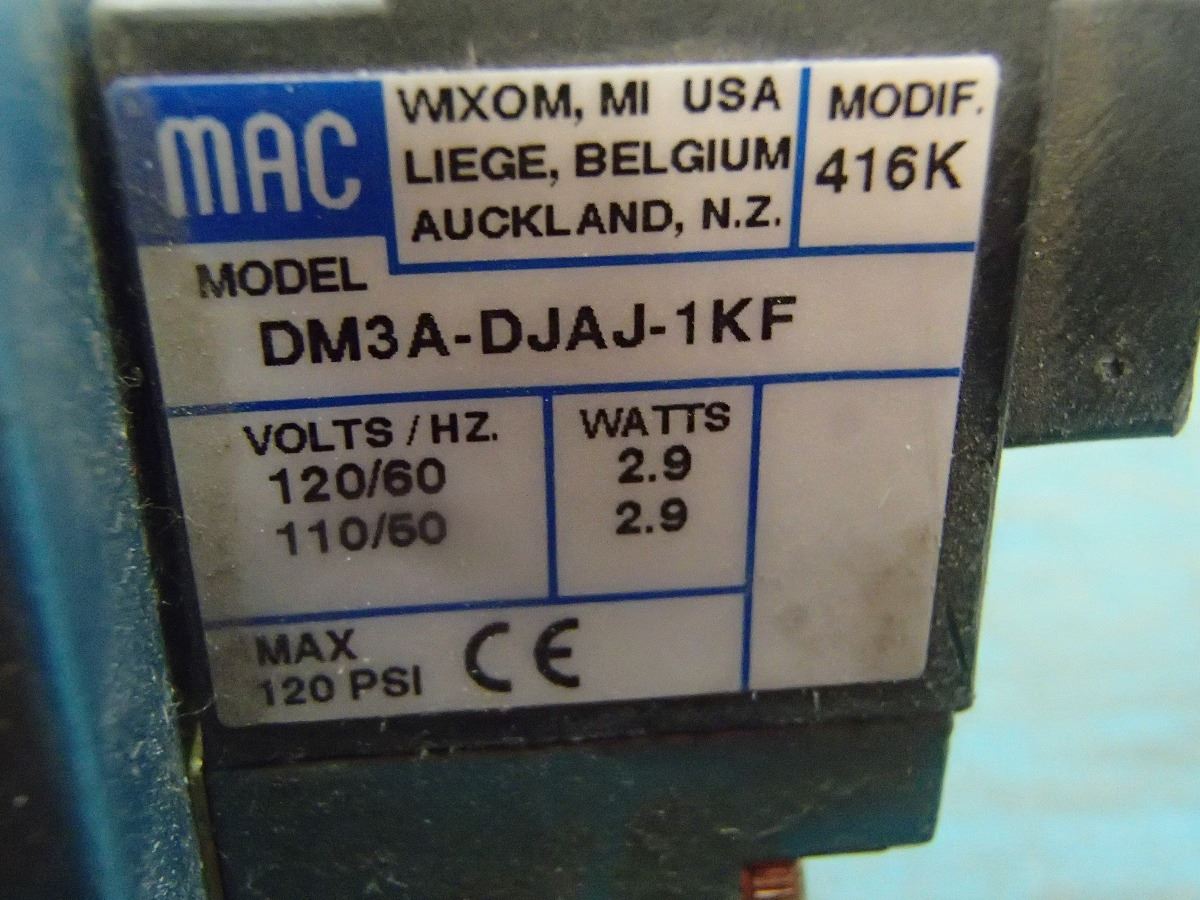 MAC
WIXOM, MI USA
LIEGE, BELGIUM
AUCKLAND, N.Z.
MODIF.
416K
MODEL
DM3A-DJAJ-1KF
VOLTS / HZ.
120/60
110/50
WATTS
2.9
2.9
MAX
120 PSI
CE